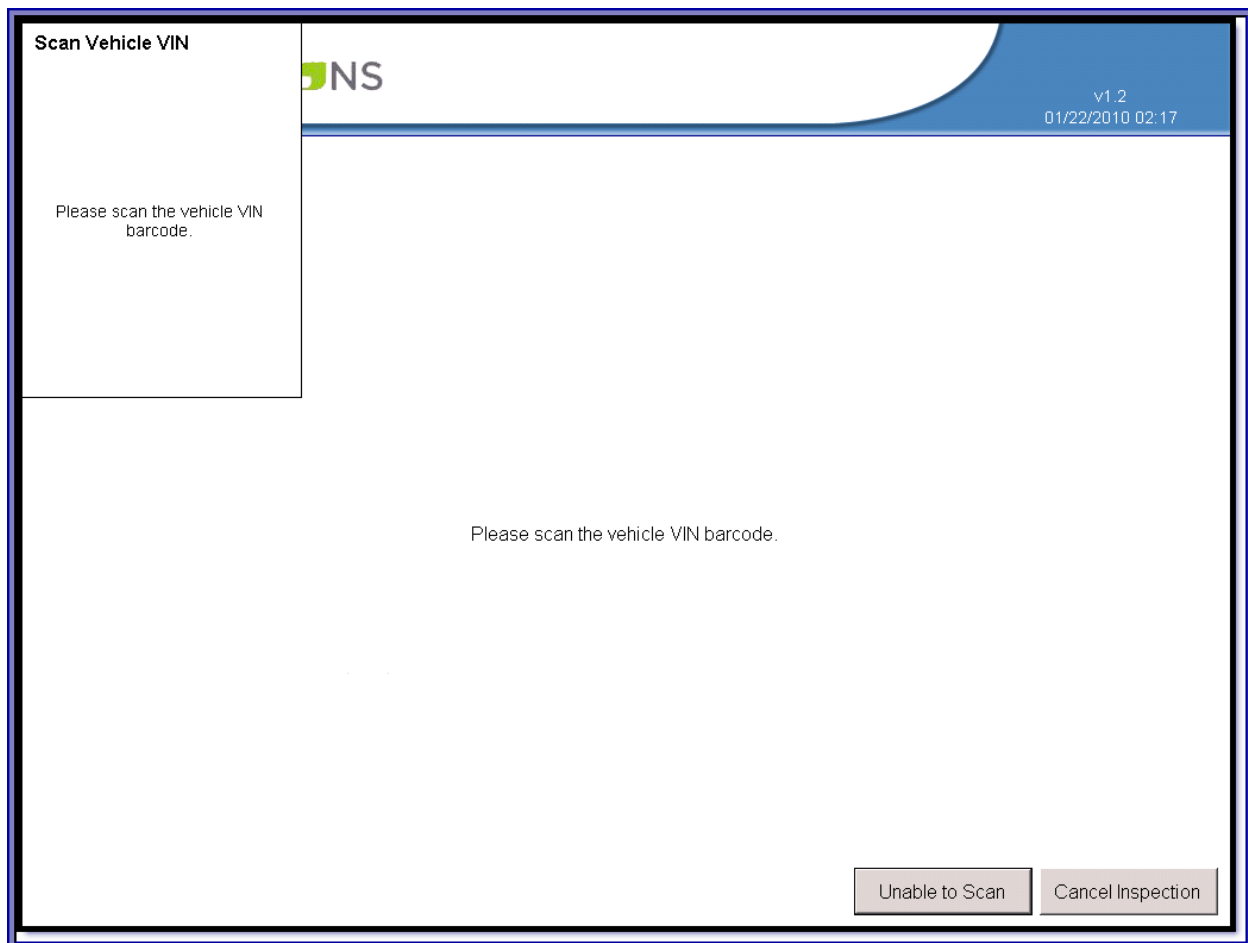 Scan Vehicle VIN
NS
v1.2
01/22/2010 02:17
Please scan the vehicle VIN
barcode.
Please scan the vehicle VIN barcode.
Unable to Scan
Cancel Inspection